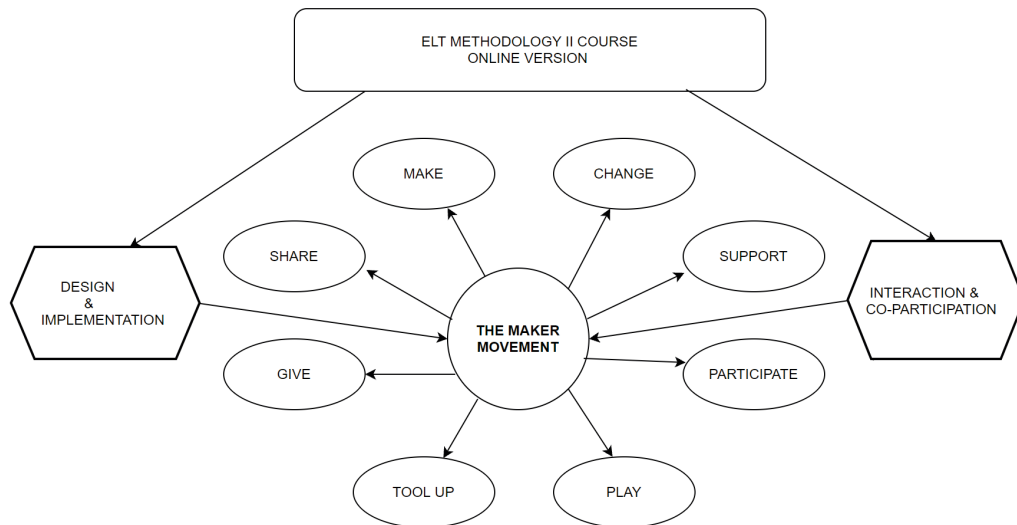 ELT METHODOLOGY II COURSE
ONLINE VERSION
MAKE
CHANGE
SHARE
SUPPORT
DESIGN
&
IMPLEMENTATION
INTERACTION &
CO-PARTICIPATION
THE MAKER
MOVEMENT
GIVE
PARTICIPATE
TOOL UP
PLAY